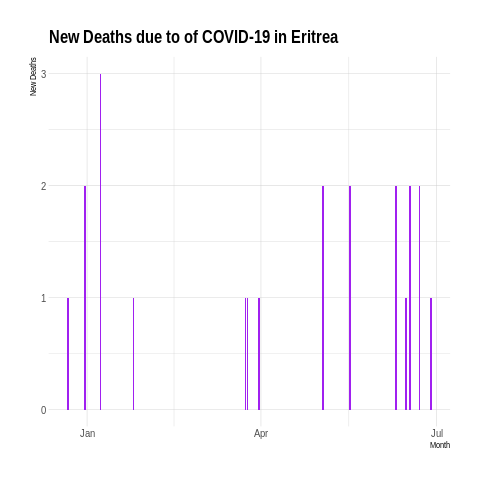 New Deaths due to of COVID-19 in Eritrea
New Deaths
3
2
1
0
Jan Apr Jul
Month